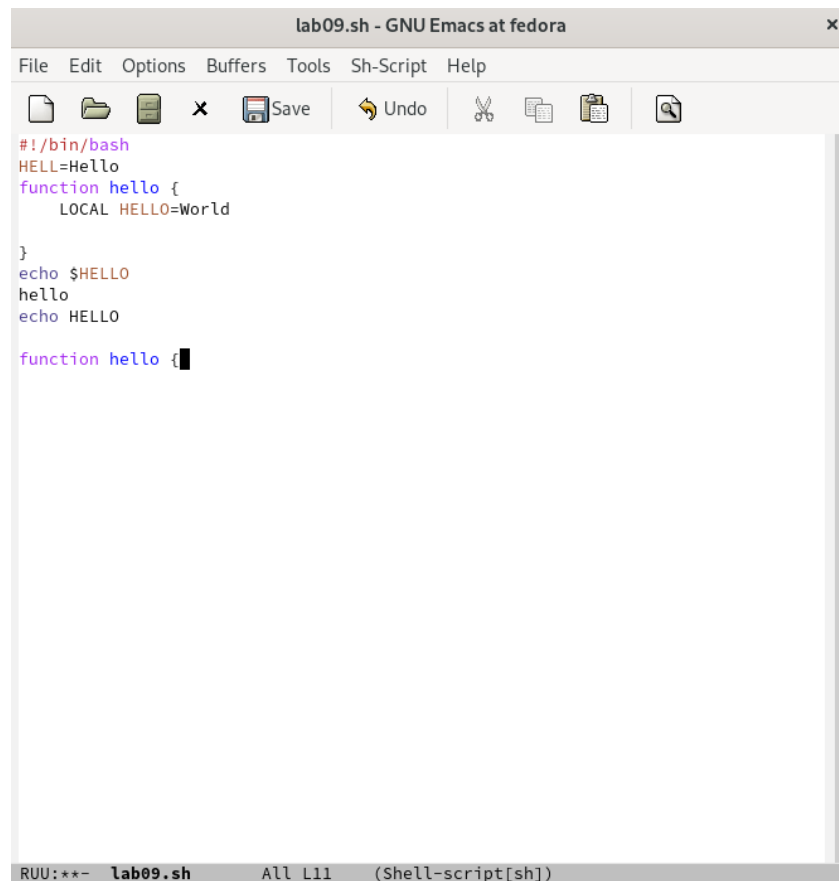 lab09.sh - GNU Emacs at fedora ×
File Edit Options Buffers Tools Sh-Script Help
Save Undo
#!/bin/bash
HELL=Hello
function hello {
    LOCAL HELLO=World
}
echo $HELLO
hello
echo HELLO
function hello {
RUU:**- lab09.sh All L11 (Shell-script[sh])